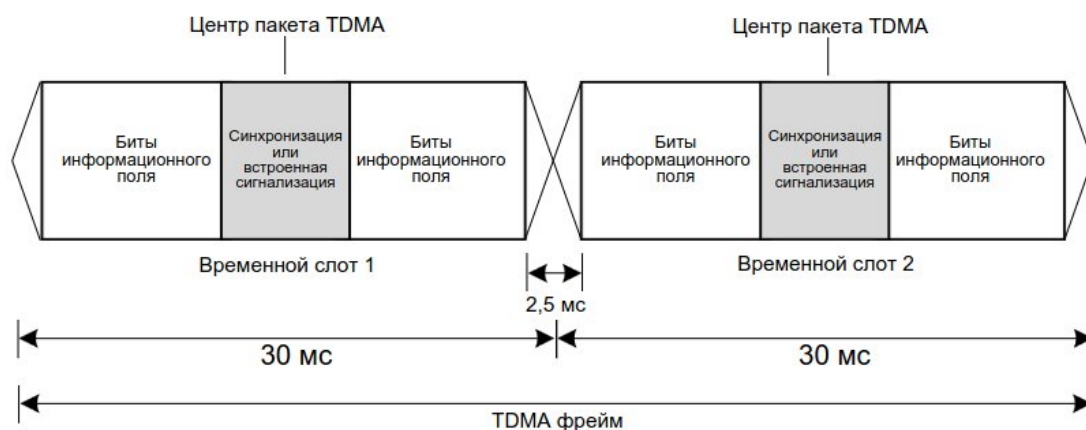 Центр пакета TDMA
Центр пакета TDMA
Биты
информационного
поля
Синхронизация
или
встроенная
сигнализация
Биты
информационного
поля
Биты
информационного
поля
Синхронизация
или
встроенная
сигнализация
Биты
информационного
поля
Временной слот 1
Временной слот 2
2,5 мс
30 мс
30 мс
TDMA фрейм